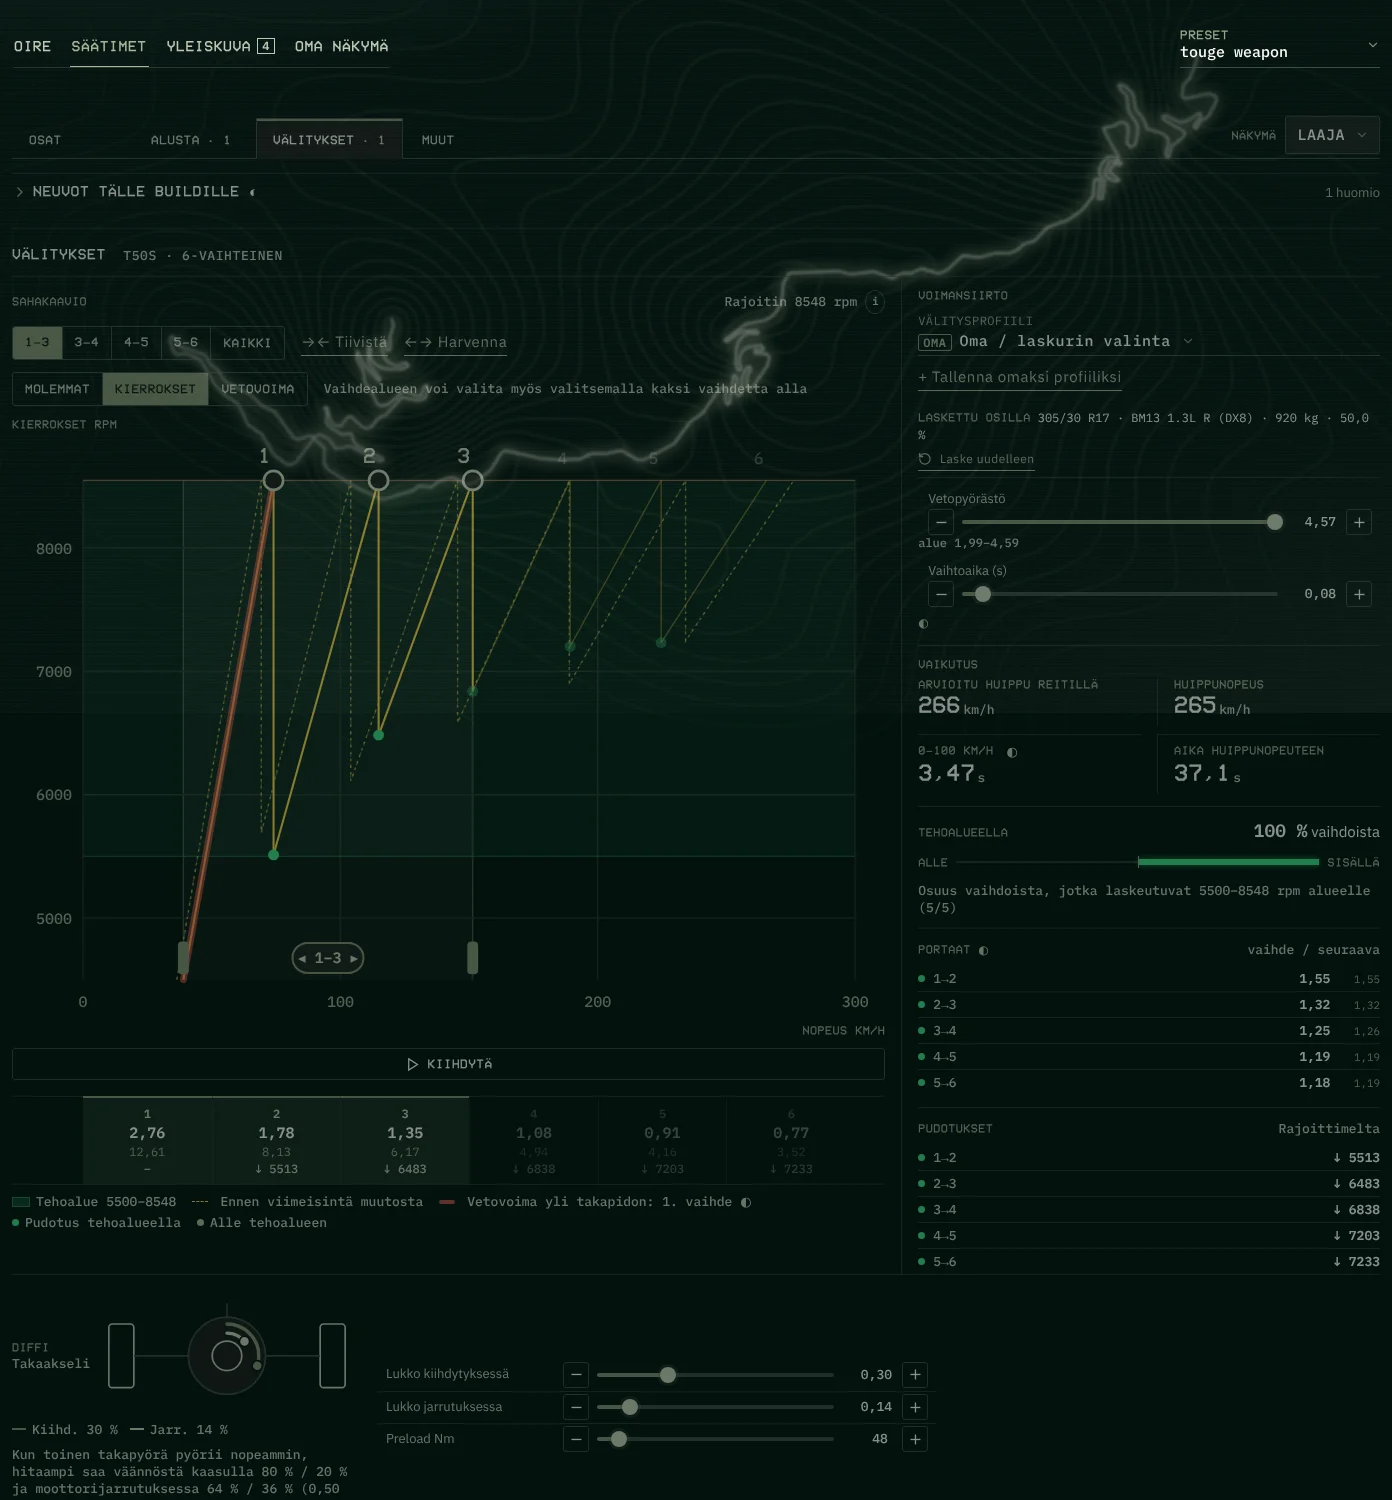 OIRE SÄÄTIMET YLEISKUVA 4 OMA NÄKYMÄ
PRESET
touge weapon
OSAT ALUSTA · 1 VÄLITYKSET · 1 MUUT
NÄKYMÄ LAAJA
NEUVOT TÄLLE BUILDILLE
1 huomio
VÄLITYKSET T50S · 6-VAIHTEINEN
SAHAKAAVIO
Rajoitin 8548 rpm i
1–3 3–4 4–5 5–6 KAIKKI →← Tiivistä ←→ Harvenna
MOLEMMAT KIERROKSET VETOVOIMA Vaihdealueen voi valita myös valitsemalla kaksi vaihdetta alla
KIERROKSET RPM
1 2 3 4 5 6
8000
7000
6000
5000
◂ 1–3 ▸
0 100 200 300
NOPEUS KM/H
KIIHDYTÄ
1 2 3 4 5 6
2,76 1,78 1,35 1,08 0,91 0,77
12,61 8,13 6,17 4,94 4,16 3,52
– ↓ 5513 ↓ 6483 ↓ 6838 ↓ 7203 ↓ 7233
Tehoalue 5500–8548 Ennen viimeisintä muutosta Vetovoima yli takapidon: 1. vaihde
Pudotus tehoalueella Alle tehoalueen
VOIMANSIIRTO
VÄLITYSPROFIILI
OMA Oma / laskurin valinta
+ Tallenna omaksi profiiliksi
LASKETTU OSILLA 305/30 R17 · BM13 1.3L R (DX8) · 920 kg · 50,0
%
Laske uudelleen
Vetopyörästö
− 4,57 +
alue 1,99–4,59
Vaihtoaika (s)
− 0,08 +
VAIKUTUS
ARVIOITU HUIPPU REITILLÄ HUIPPUNOPEUS
266 km/h 265 km/h
0–100 KM/H AIKA HUIPPUNOPEUTEEN
3,47 s 37,1 s
TEHOALUEELLA 100 % vaihdoista
ALLE SISÄLLÄ
Osuus vaihdoista, jotka laskeutuvat 5500–8548 rpm alueelle
(5/5)
PORTAAT vaihde / seuraava
1→2 1,55 1,55
2→3 1,32 1,32
3→4 1,25 1,26
4→5 1,19 1,19
5→6 1,18 1,19
PUDOTUKSET Rajoittimelta
1→2 ↓ 5513
2→3 ↓ 6483
3→4 ↓ 6838
4→5 ↓ 7203
5→6 ↓ 7233
DIFFI
Takaakseli
Kiihd. 30 % Jarr. 14 %
Kun toinen takapyörä pyörii nopeammin,
hitaampi saa väännöstä kaasulla 80 % / 20 %
ja moottorijarrutuksessa 64 % / 36 % (0,50
Lukko kiihdytyksessä − 0,30 +
Lukko jarrutuksessa − 0,14 +
Preload Nm − 48 +